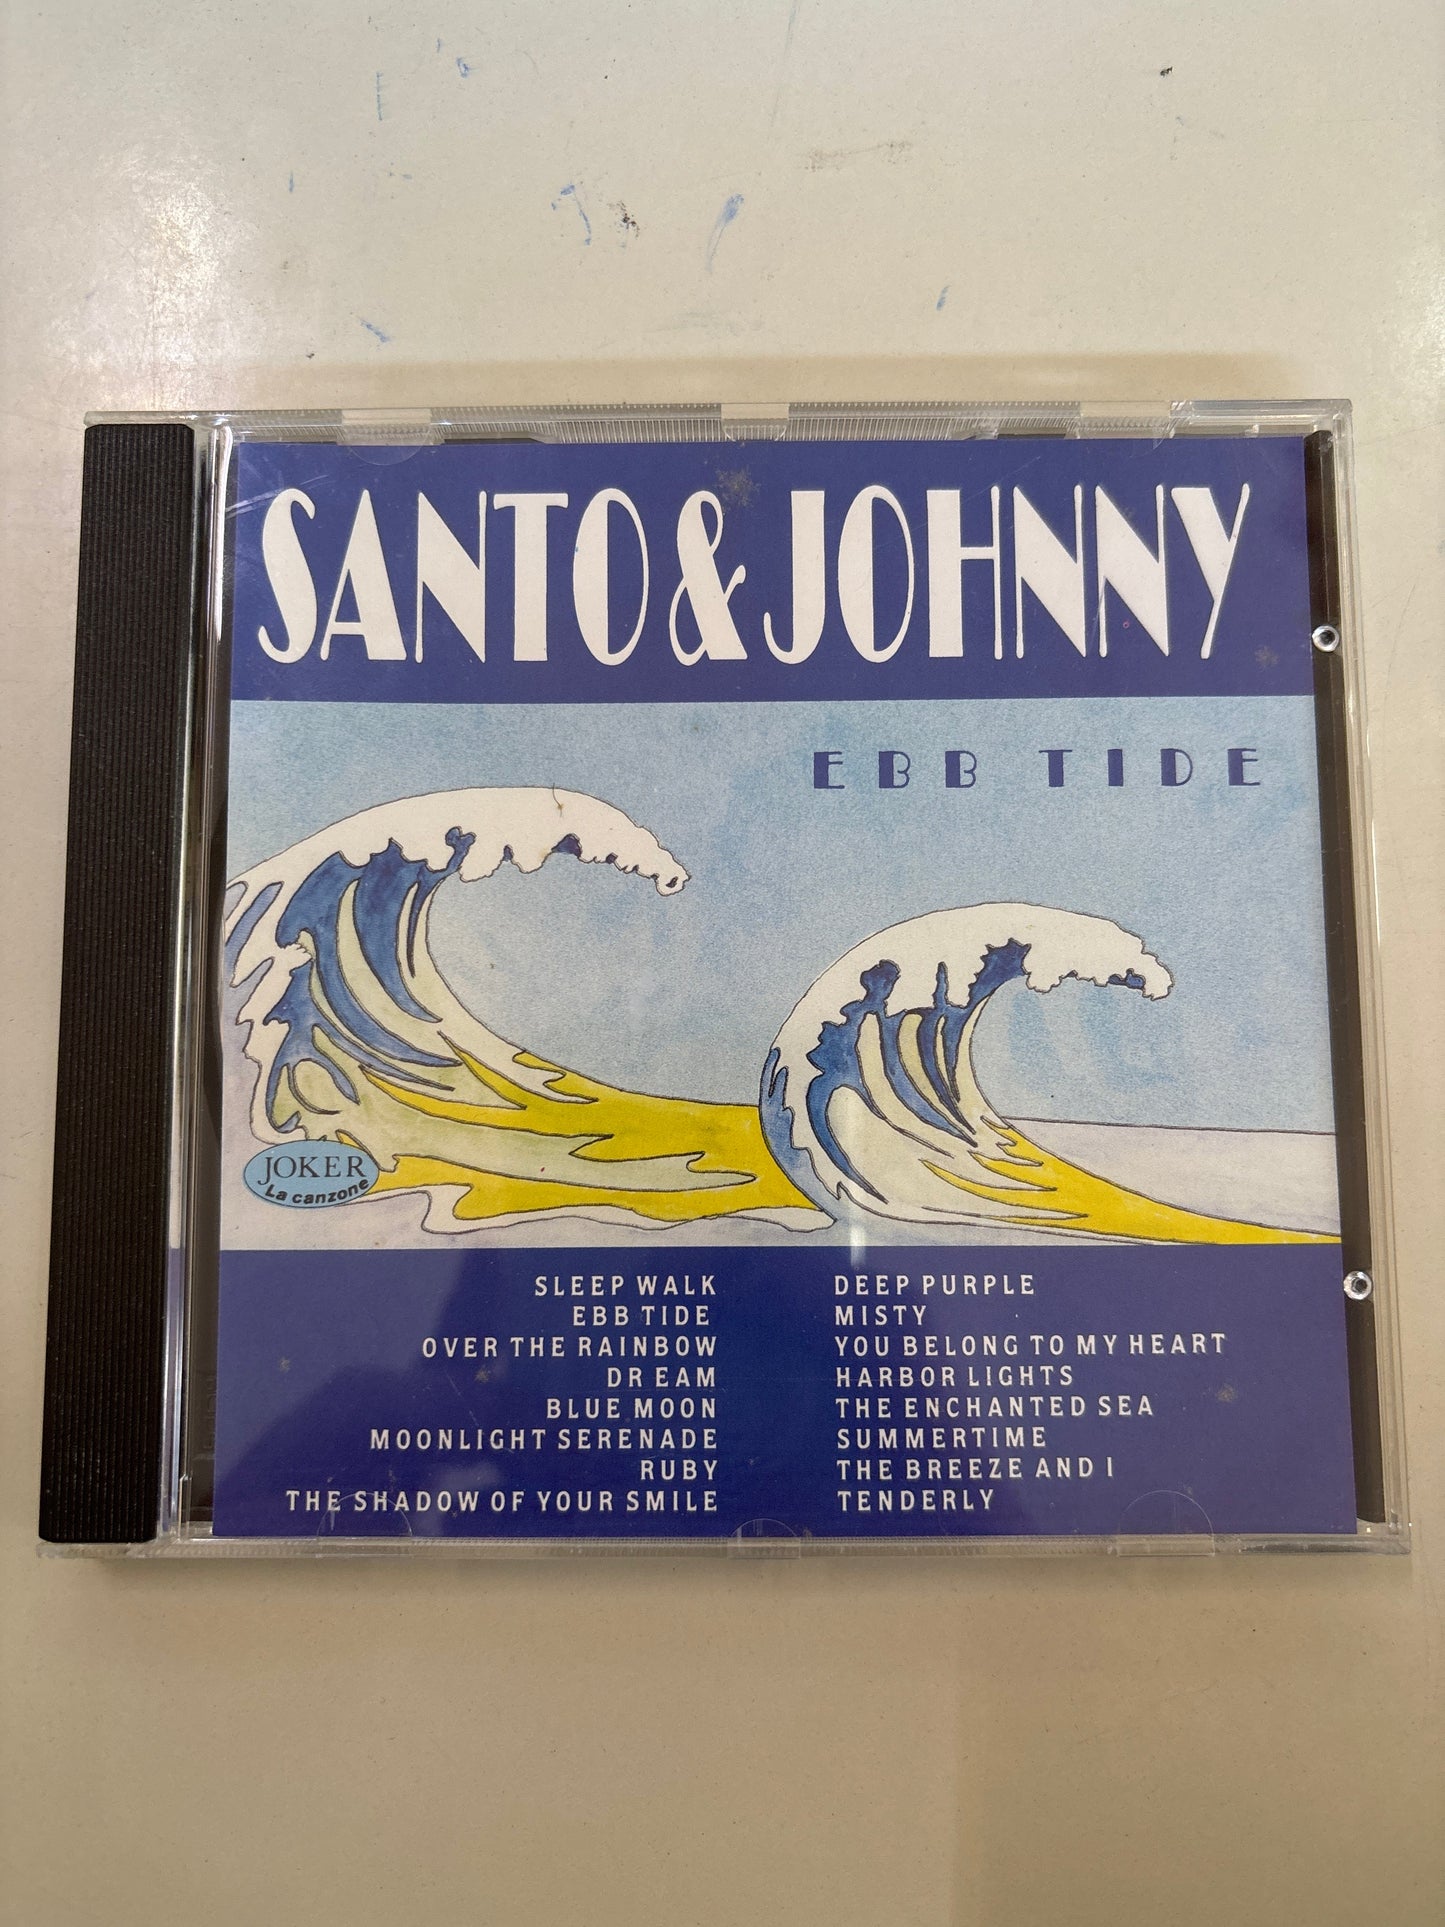 SANTO & JOHNNY
EBB TIDE
JOKER
La canzone
SLEEP WALK
EBB TIDE
OVER THE RAINBOW
DREAM
BLUE MOON
MOONLIGHT SERENADE
RUBY
THE SHADOW OF YOUR SMILE
DEEP PURPLE
MISTY
YOU BELONG TO MY HEART
HARBOR LIGHTS
THE ENCHANTED SEA
SUMMERTIME
THE BREEZE AND I
TENDERLY